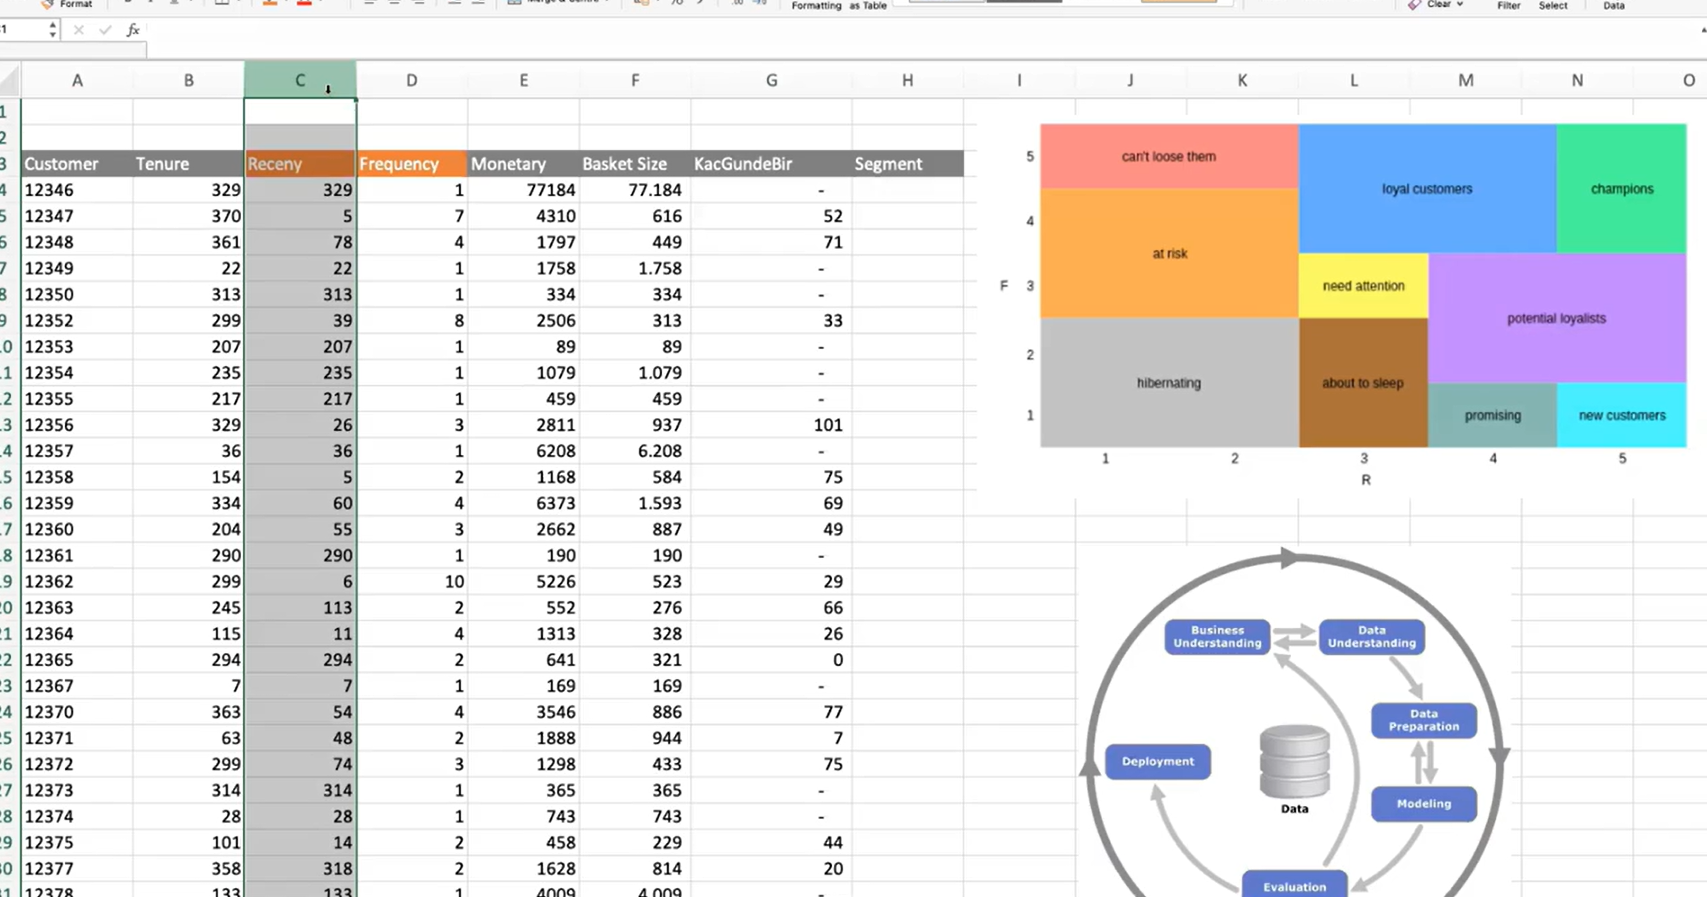 Format
Merge & Centre
Formatting as Table
Clear
Filter Select Data
fx
A B C D E F G H I J K L M N O
1
2
3 Customer Tenure Receny Frequency Monetary Basket Size KacGundeBir Segment
4 12346 329 329 1 77184 77.184 -
5 12347 370 5 7 4310 616 52
6 12348 361 78 4 1797 449 71
7 12349 22 22 1 1758 1.758 -
8 12350 313 313 1 334 334 -
9 12352 299 39 8 2506 313 33
10 12353 207 207 1 89 89 -
11 12354 235 235 1 1079 1.079 -
12 12355 217 217 1 459 459 -
13 12356 329 26 3 2811 937 101
14 12357 36 36 1 6208 6.208 -
15 12358 154 5 2 1168 584 75
16 12359 334 60 4 6373 1.593 69
17 12360 204 55 3 2662 887 49
18 12361 290 290 1 190 190 -
19 12362 299 6 10 5226 523 29
20 12363 245 113 2 552 276 66
21 12364 115 11 4 1313 328 26
22 12365 294 294 2 641 321 0
23 12367 7 7 1 169 169 -
24 12370 363 54 4 3546 886 77
25 12371 63 48 2 1888 944 7
26 12372 299 74 3 1298 433 75
27 12373 314 314 1 365 365 -
28 12374 28 28 1 743 743 -
29 12375 101 14 2 458 229 44
30 12377 358 318 2 1628 814 20
31 12378 133 133 1 4009 4.009 -
5 can't loose them loyal customers champions
4
at risk
F 3 need attention
potential loyalists
2
hibernating about to sleep
1 promising new customers
1 2 3 4 5
R
Business
Understanding
Data
Understanding
Data
Preparation
Deployment
Modeling
Data
Evaluation